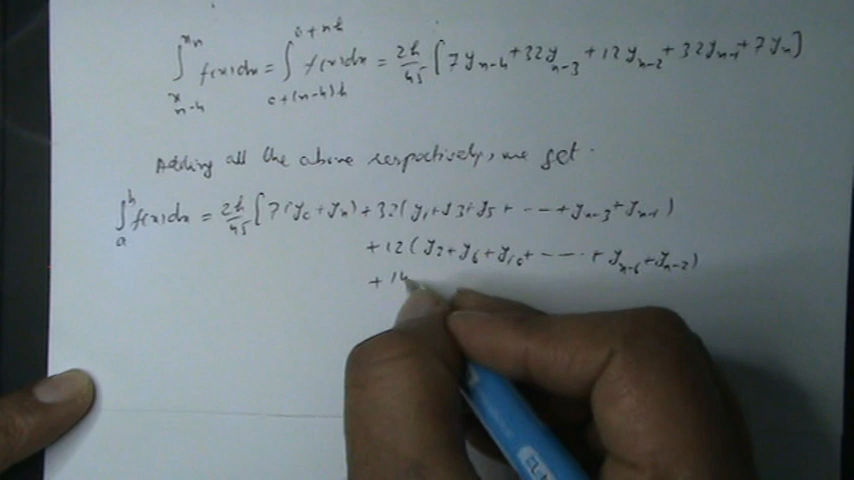 ∫_{x_{n-4}}^{x_n} f(x)dx = ∫_{a+(n-4)h}^{a+nh} f(x)dx = 2h/45 [7y_{n-4} + 32y_{n-3} + 12y_{n-2} + 32y_{n-1} + 7y_n]
Adding all the above respectively, we get.
∫_a^b f(x)dx = 2h/45 [7(y_0 + y_n) + 32(y_1 + y_3 + y_5 + --- + y_{n-3} + y_{n-1})
+ 12(y_2 + y_6 + y_{10} + ---- + y_{n-6} + y_{n-2})
+ 14